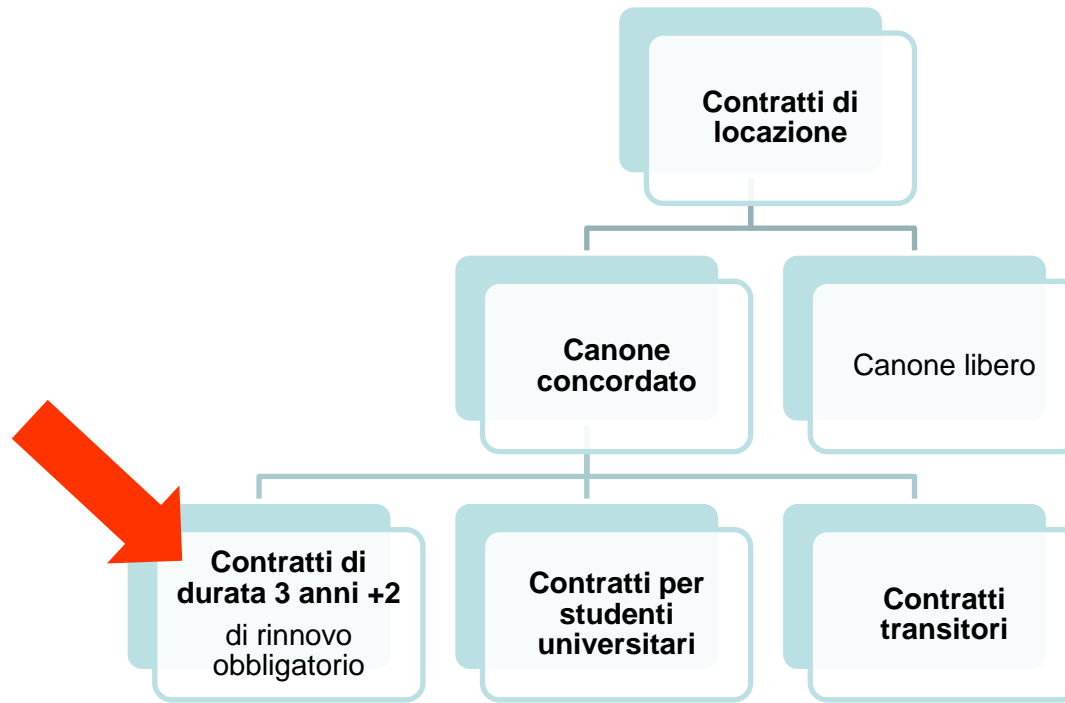 Contratti di
locazione
Canone
concordato
Canone libero
Contratti di
durata 3 anni +2
di rinnovo
obbligatorio
Contratti per
studenti
universitari
Contratti
transitori